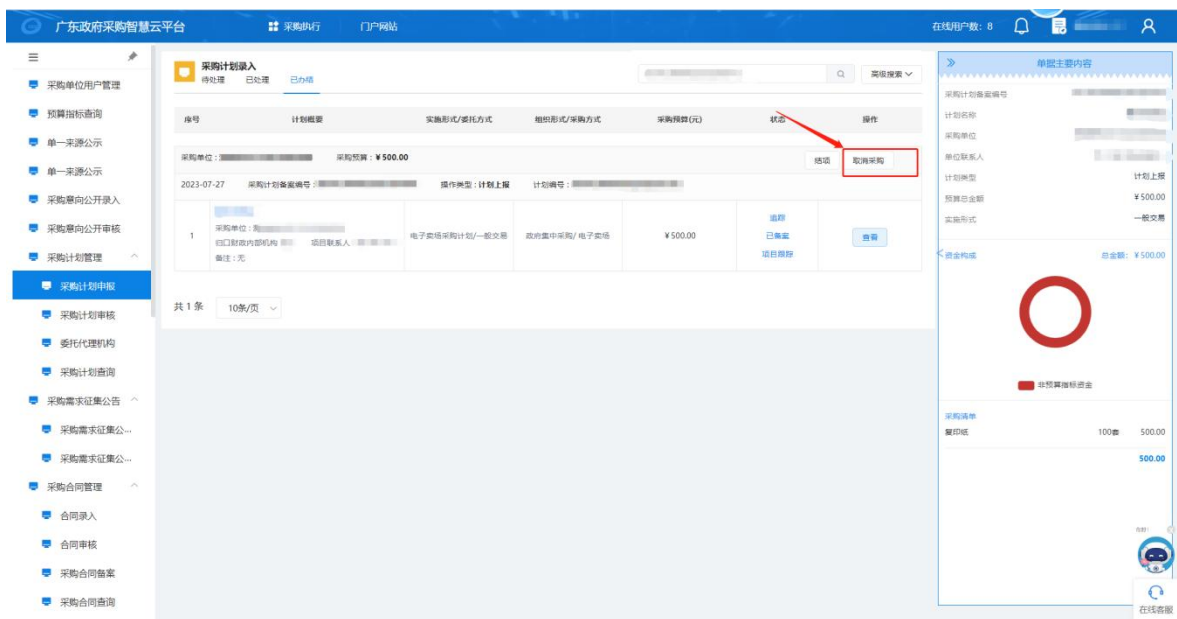 广东政府采购智慧云平台
采购执行
门户网站
在线用户数: 8
采购单位用户管理
预算指标查询
单一来源公示
单一来源公示
采购意向公开录入
采购意向公开审核
采购计划管理
采购计划申报
采购计划审核
委托代理机构
采购计划查询
采购需求征集公告
采购需求征集公...
采购需求征集公...
采购合同管理
合同录入
合同审核
采购合同备案
采购合同查询
采购计划录入
待处理 已处理 已办结
高级搜索
序号 计划概要 实施形式/委托方式 组织形式/采购方式 采购预算(元) 状态 操作
采购单位: 采购预算: ¥500.00 结项 取消采购
2023-07-27 采购计划备案编号: 操作类型: 计划上报 计划编号:
1
采购单位:
归口财政内部机构 项目联系人
备注: 无
电子卖场采购计划/一般交易
政府集中采购/ 电子卖场
¥500.00
追踪
已备案
项目跟踪
查看
共 1 条 10条/页
单据主要内容
采购计划备案编号
计划名称
采购单位
单位联系人
计划类型 计划上报
预算总金额 ¥ 500.00
实施形式 一般交易
资金构成 总金额: ¥ 500.00
非预算指标资金
采购清单
复印纸 100套 500.00
500.00
你好!
在线客服